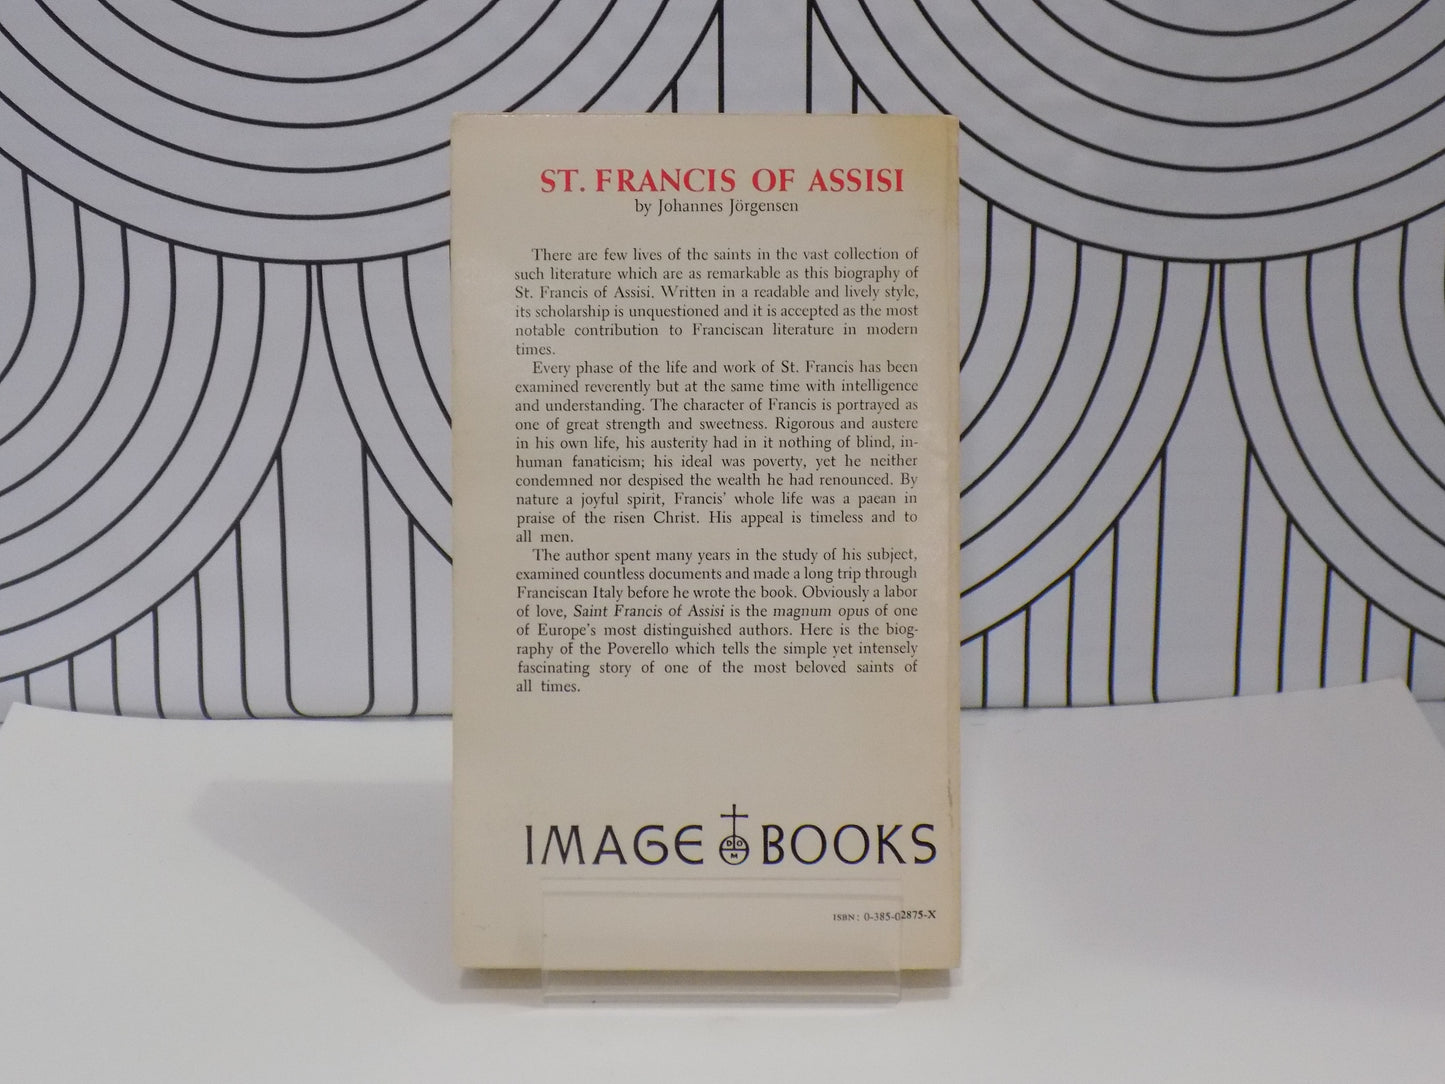 ST. FRANCIS OF ASSISI
by Johannes Jörgensen
There are few lives of the saints in the vast collection of
such literature which are as remarkable as this biography of
St. Francis of Assisi. Written in a readable and lively style,
its scholarship is unquestioned and it is accepted as the most
notable contribution to Franciscan literature in modern
times.
Every phase of the life and work of St. Francis has been
examined reverently but at the same time with intelligence
and understanding. The character of Francis is portrayed as
one of great strength and sweetness. Rigorous and austere
in his own life, his austerity had in it nothing of blind, in-
human fanaticism; his ideal was poverty, yet he neither
condemned nor despised the wealth he had renounced. By
nature a joyful spirit, Francis' whole life was a paean in
praise of the risen Christ. His appeal is timeless and to
all men.
The author spent many years in the study of his subject,
examined countless documents and made a long trip through
Franciscan Italy before he wrote the book. Obviously a labor
of love, Saint Francis of Assisi is the magnum opus of one
of Europe's most distinguished authors. Here is the biog-
raphy of the Poverello which tells the simple yet intensely
fascinating story of one of the most beloved saints of
all times.
IMAGE DOM BOOKS
ISBN: 0-385-02875-X